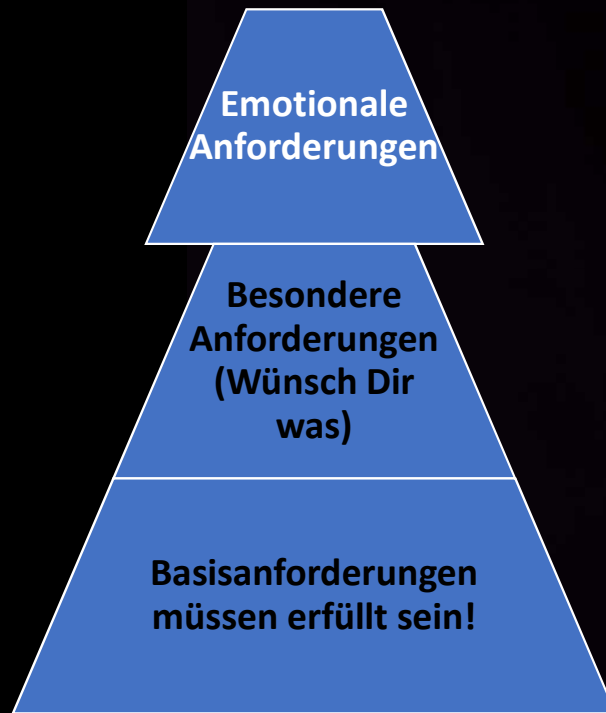 Emotionale
Anforderungen
Besondere
Anforderungen
(Wünsch Dir
was)
Basisanforderungen
müssen erfüllt sein!